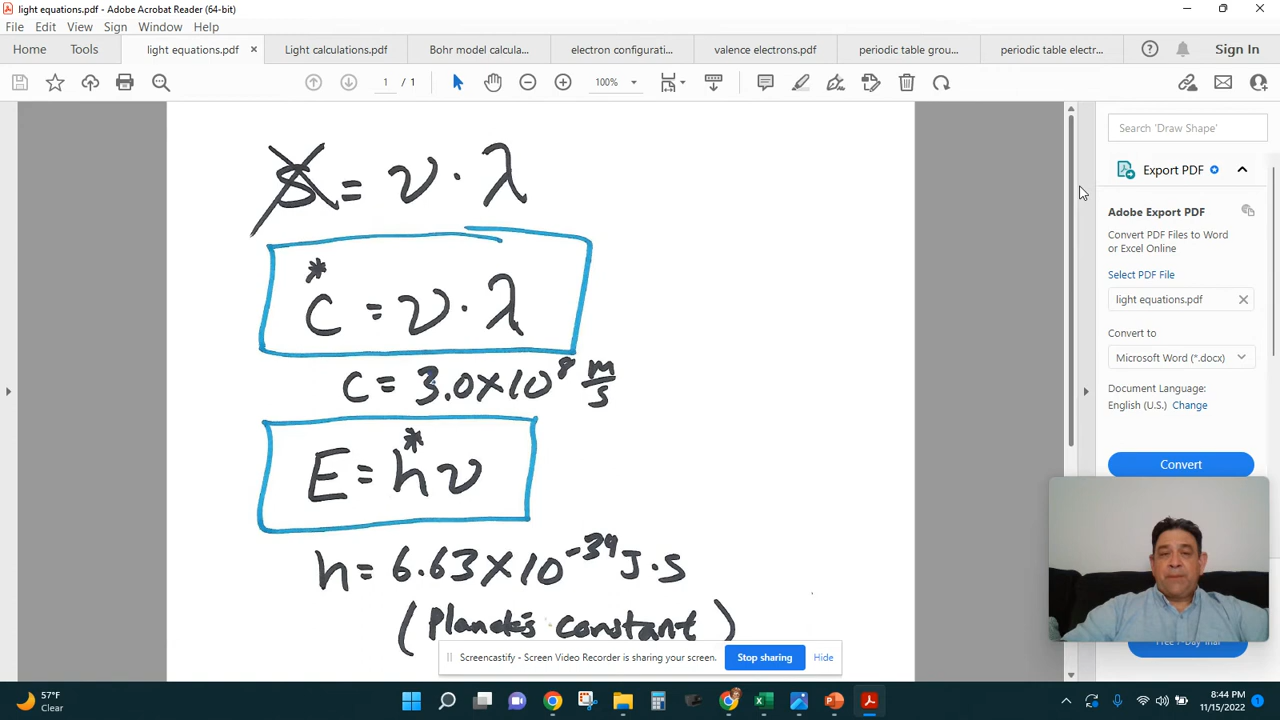 light equations.pdf - Adobe Acrobat Reader (64-bit)
File Edit View Sign Window Help
Home Tools light equations.pdf × Light calculations.pdf Bohr model calcula... electron configurati... valence electrons.pdf periodic table grou... periodic table electr... Sign In
1 / 1 100%
Search 'Draw Shape'
S = ν · λ
Export PDF
Adobe Export PDF
Convert PDF Files to Word
or Excel Online
Select PDF File
light equations.pdf
*
C = ν · λ
Convert to
Microsoft Word (*.docx)
C = 3.0 × 10⁸ m/s
Document Language:
English (U.S.) Change
*
E = hν
Convert
h = 6.63 × 10⁻³⁴ J·s
(Planck's constant)
Free 7-Day Trial
Screencastify - Screen Video Recorder is sharing your screen. Stop sharing Hide
57°F
Clear
8:44 PM
11/15/2022